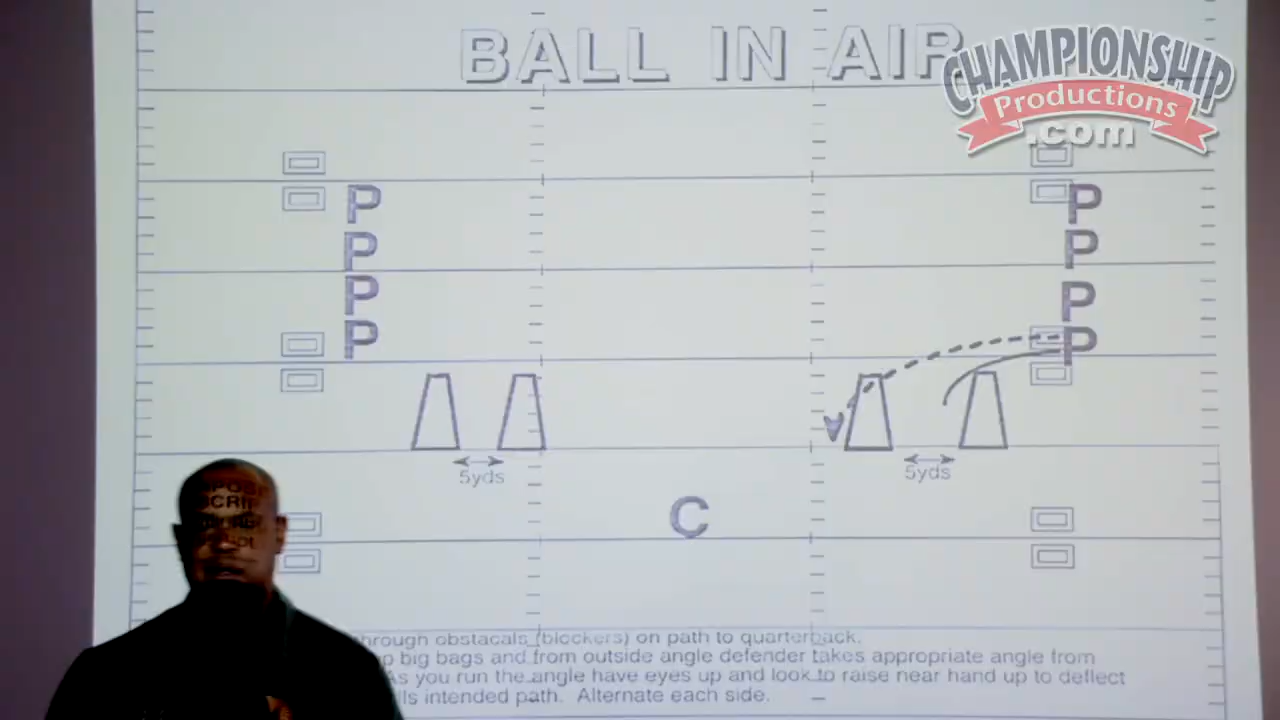 BALL IN AIR
CHAMPIONSHIP
Productions
.com
P P
P P
P P
P P
5yds 5yds
C
through obstacals (blockers) on path to quarterback.
big bags and from outside angle defender takes appropriate angle from
As you run the angle have eyes up and look to raise near hand up to deflect
intended path. Alternate each side.